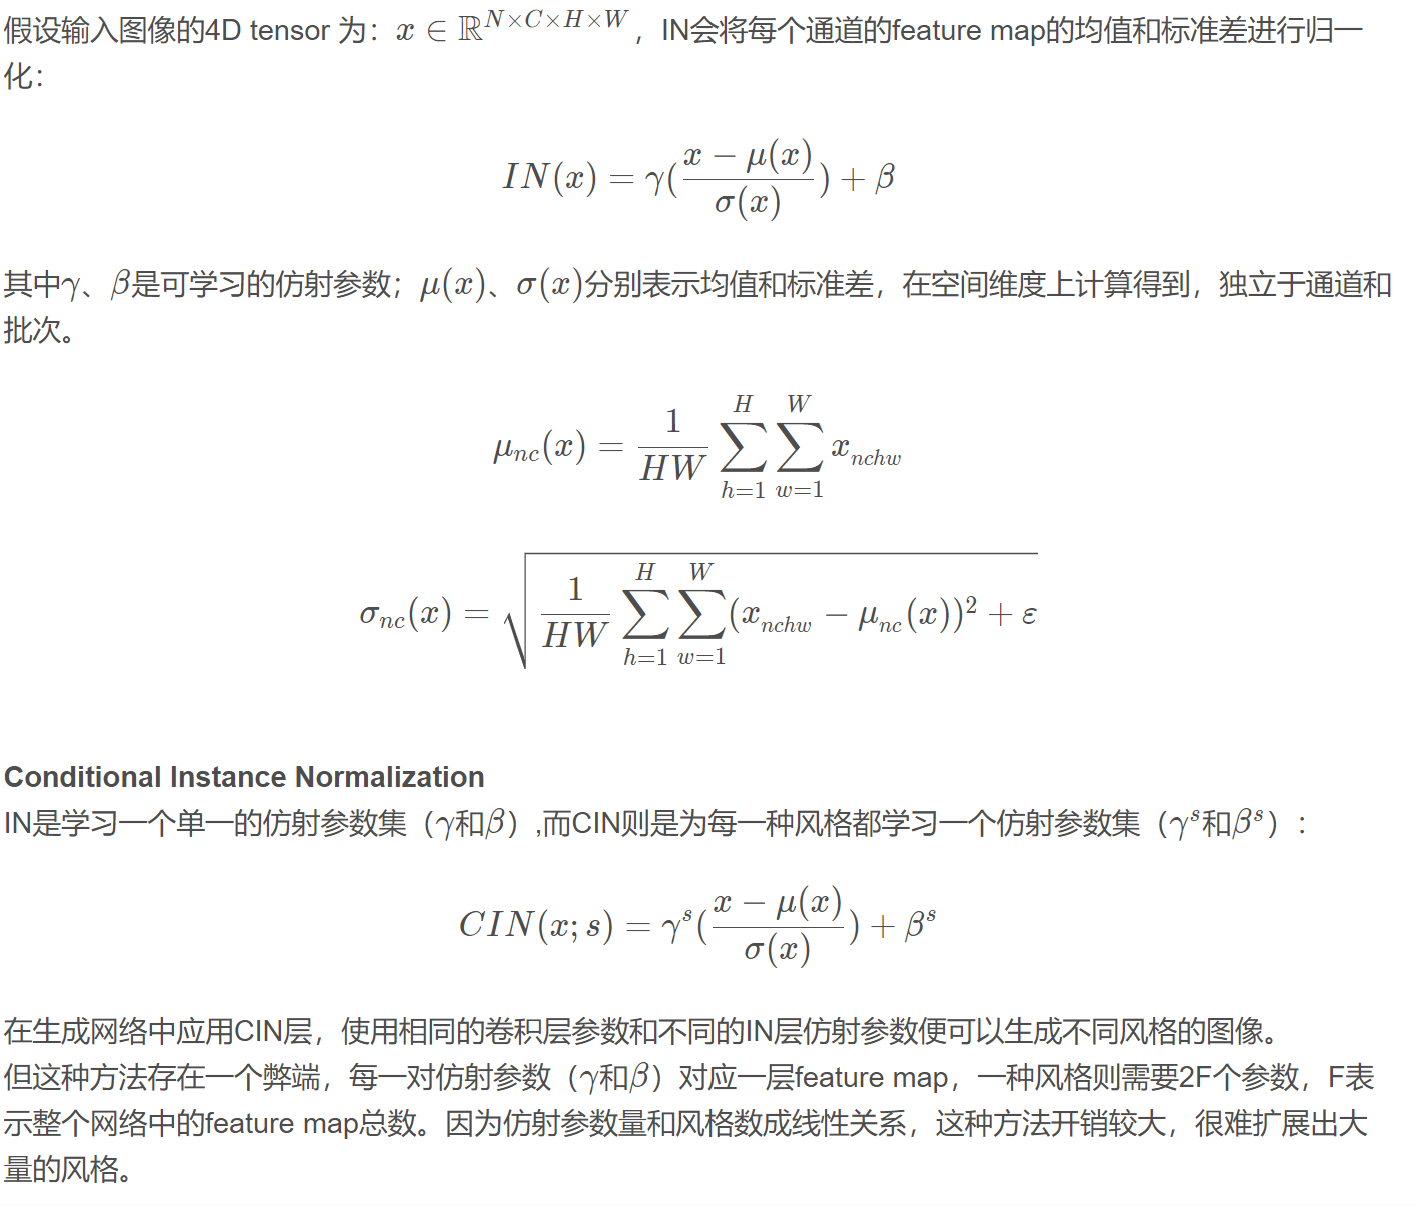 假设输入图像的4D tensor 为：$x \in \mathbb{R}^{N \times C \times H \times W}$，IN会将每个通道的feature map的均值和标准差进行归一
化：
$IN(x) = \gamma(\frac{x - \mu(x)}{\sigma(x)}) + \beta$
其中$\gamma$、$\beta$是可学习的仿射参数；$\mu(x)$、$\sigma(x)$分别表示均值和标准差，在空间维度上计算得到，独立于通道和
批次。
$\mu_{nc}(x) = \frac{1}{HW} \sum_{h=1}^{H} \sum_{w=1}^{W} x_{nchw}$
$\sigma_{nc}(x) = \sqrt{\frac{1}{HW} \sum_{h=1}^{H} \sum_{w=1}^{W} (x_{nchw} - \mu_{nc}(x))^2 + \varepsilon}$
Conditional Instance Normalization
IN是学习一个单一的仿射参数集（$\gamma$和$\beta$）,而CIN则是为每一种风格都学习一个仿射参数集（$\gamma^s$和$\beta^s$）：
$CIN(x; s) = \gamma^s(\frac{x - \mu(x)}{\sigma(x)}) + \beta^s$
在生成网络中应用CIN层，使用相同的卷积层参数和不同的IN层仿射参数便可以生成不同风格的图像。
但这种方法存在一个弊端，每一对仿射参数（$\gamma$和$\beta$）对应一层feature map，一种风格则需要2F个参数，F表
示整个网络中的feature map总数。因为仿射参数量和风格数成线性关系，这种方法开销较大，很难扩展出大
量的风格。